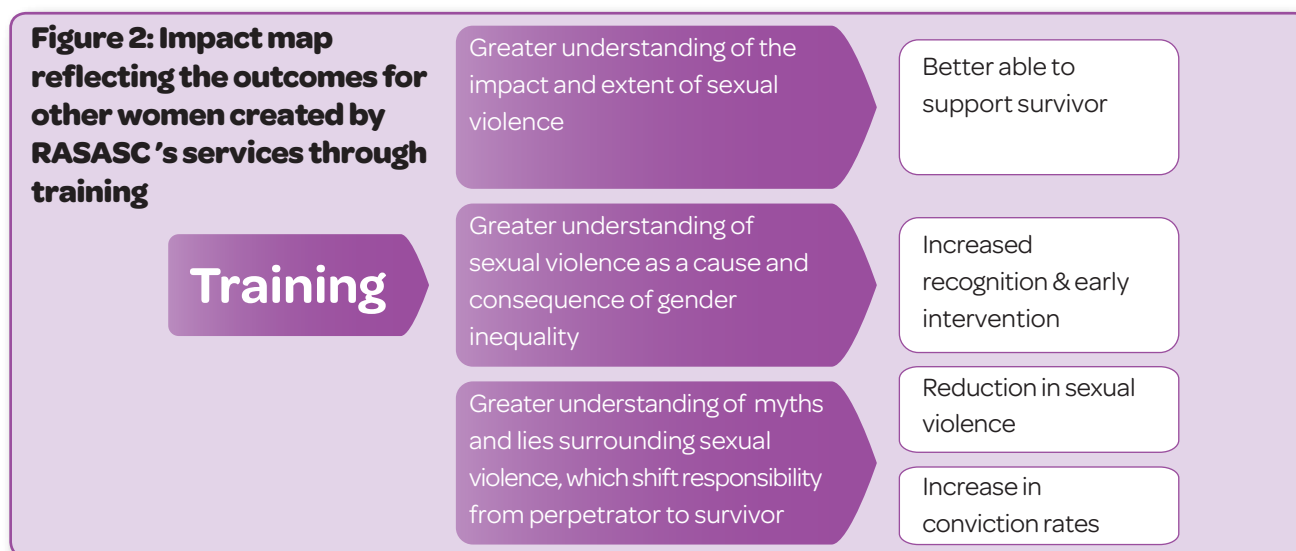 Figure 2: Impact map
reflecting the outcomes for
other women created by
RASASC 's services through
training
Training
Greater understanding of the
impact and extent of sexual
violence
Greater understanding of
sexual violence as a cause and
consequence of gender
inequality
Greater understanding of myths
and lies surrounding sexual
violence, which shift responsibility
from perpetrator to survivor
Better able to
support survivor
Increased
recognition & early
intervention
Reduction in sexual
violence
Increase in
conviction rates